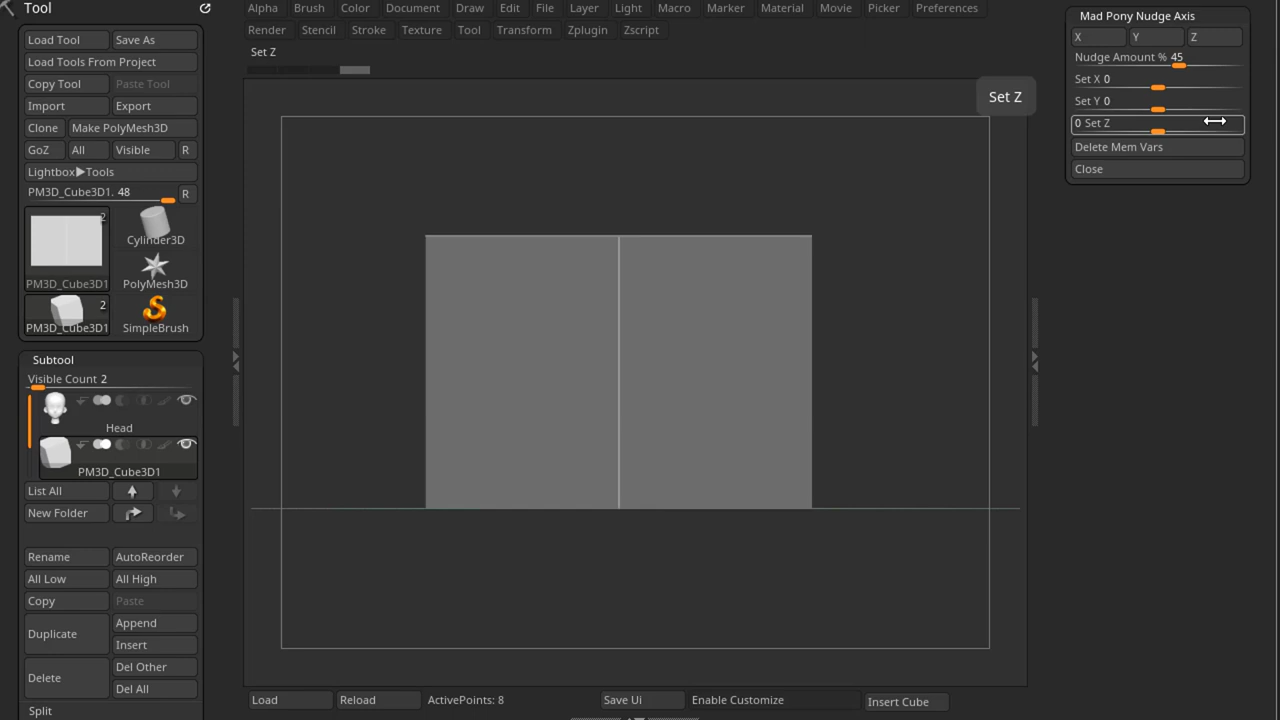 Tool
Alpha Brush Color Document Draw Edit File Layer Light Macro Marker Material Movie Picker Preferences
Render Stencil Stroke Texture Tool Transform Zplugin Zscript
Set Z
Load Tool Save As
Load Tools From Project
Copy Tool Paste Tool
Import Export
Clone Make PolyMesh3D
GoZ All Visible R
Lightbox▶Tools
PM3D_Cube3D1. 48 R
2
Cylinder3D
PM3D_Cube3D1 PolyMesh3D
2
PM3D_Cube3D1 SimpleBrush
Subtool
Visible Count 2
Head
PM3D_Cube3D1
List All
New Folder
Rename AutoReorder
All Low All High
Copy Paste
Duplicate Append
Insert
Delete Del Other
Del All
Split
Set Z
Load Reload ActivePoints: 8 Save Ui Enable Customize Insert Cube
Mad Pony Nudge Axis
X Y Z
Nudge Amount % 45
Set X 0
Set Y 0
0 Set Z
Delete Mem Vars
Close